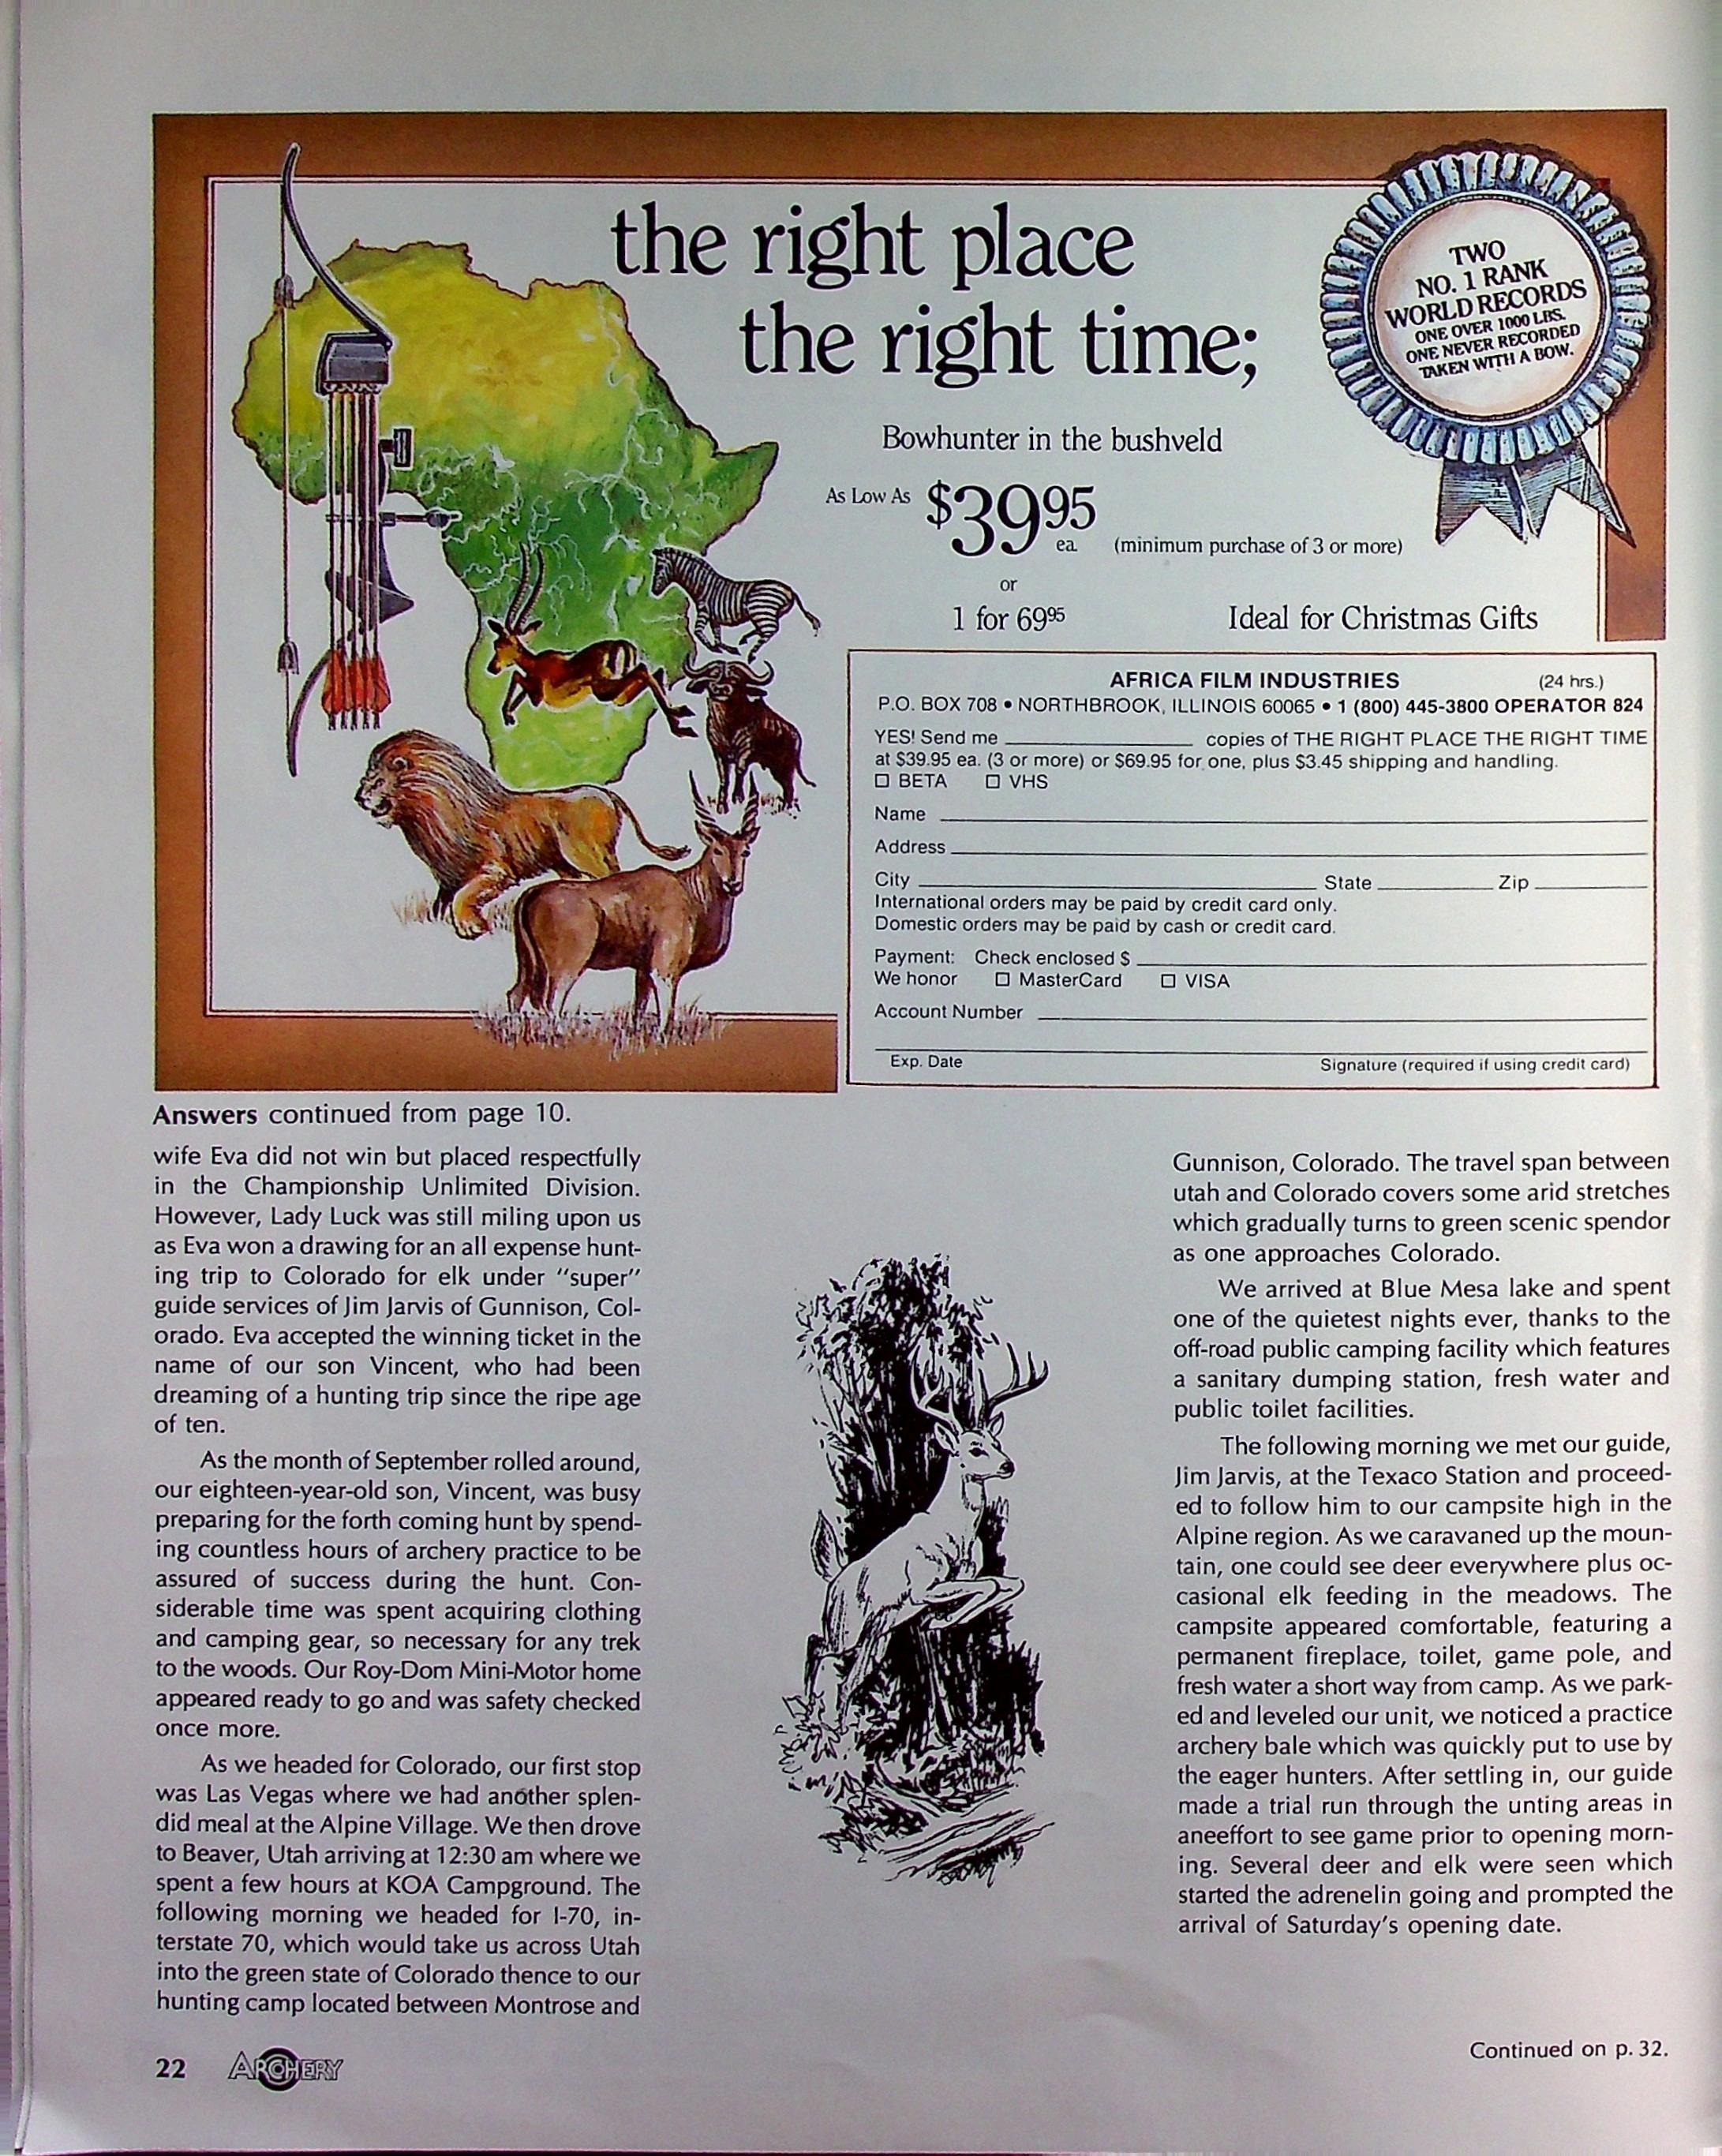 the right place
the right time;
TWO
NO. 1 RANK
WORLD RECORDS
ONE OVER 1000 LBS.
ONE NEVER RECORDED
TAKEN WITH A BOW.
Bowhunter in the bushveld
As Low As $39 95 ea. (minimum purchase of 3 or more)
or
1 for 69 95
Ideal for Christmas Gifts
AFRICA FILM INDUSTRIES (24 hrs.)
P.O. BOX 708 • NORTHBROOK, ILLINOIS 60065 • 1 (800) 445-3800 OPERATOR 824
YES! Send me ____ copies of THE RIGHT PLACE THE RIGHT TIME
at $39.95 ea. (3 or more) or $69.95 for one, plus $3.45 shipping and handling.
☐ BETA ☐ VHS
Name
Address
City State Zip
International orders may be paid by credit card only.
Domestic orders may be paid by cash or credit card.
Payment: Check enclosed $
We honor ☐ MasterCard ☐ VISA
Account Number
Exp. Date Signature (required if using credit card)
Answers continued from page 10.
wife Eva did not win but placed respectfully
in the Championship Unlimited Division.
However, Lady Luck was still miling upon us
as Eva won a drawing for an all expense hunt-
ing trip to Colorado for elk under "super"
guide services of Jim Jarvis of Gunnison, Col-
orado. Eva accepted the winning ticket in the
name of our son Vincent, who had been
dreaming of a hunting trip since the ripe age
of ten.
As the month of September rolled around,
our eighteen-year-old son, Vincent, was busy
preparing for the forth coming hunt by spend-
ing countless hours of archery practice to be
assured of success during the hunt. Con-
siderable time was spent acquiring clothing
and camping gear, so necessary for any trek
to the woods. Our Roy-Dom Mini-Motor home
appeared ready to go and was safety checked
once more.
As we headed for Colorado, our first stop
was Las Vegas where we had another splen-
did meal at the Alpine Village. We then drove
to Beaver, Utah arriving at 12:30 am where we
spent a few hours at KOA Campground. The
following morning we headed for I-70, in-
terstate 70, which would take us across Utah
into the green state of Colorado thence to our
hunting camp located between Montrose and
Gunnison, Colorado. The travel span between
utah and Colorado covers some arid stretches
which gradually turns to green scenic spendor
as one approaches Colorado.
We arrived at Blue Mesa lake and spent
one of the quietest nights ever, thanks to the
off-road public camping facility which features
a sanitary dumping station, fresh water and
public toilet facilities.
The following morning we met our guide,
Jim Jarvis, at the Texaco Station and proceed-
ed to follow him to our campsite high in the
Alpine region. As we caravaned up the moun-
tain, one could see deer everywhere plus oc-
casional elk feeding in the meadows. The
campsite appeared comfortable, featuring a
permanent fireplace, toilet, game pole, and
fresh water a short way from camp. As we park-
ed and leveled our unit, we noticed a practice
archery bale which was quickly put to use by
the eager hunters. After settling in, our guide
made a trial run through the unting areas in
aneeffort to see game prior to opening morn-
ing. Several deer and elk were seen which
started the adrenelin going and prompted the
arrival of Saturday's opening date.
Continued on p. 32.
22 ARCHERY